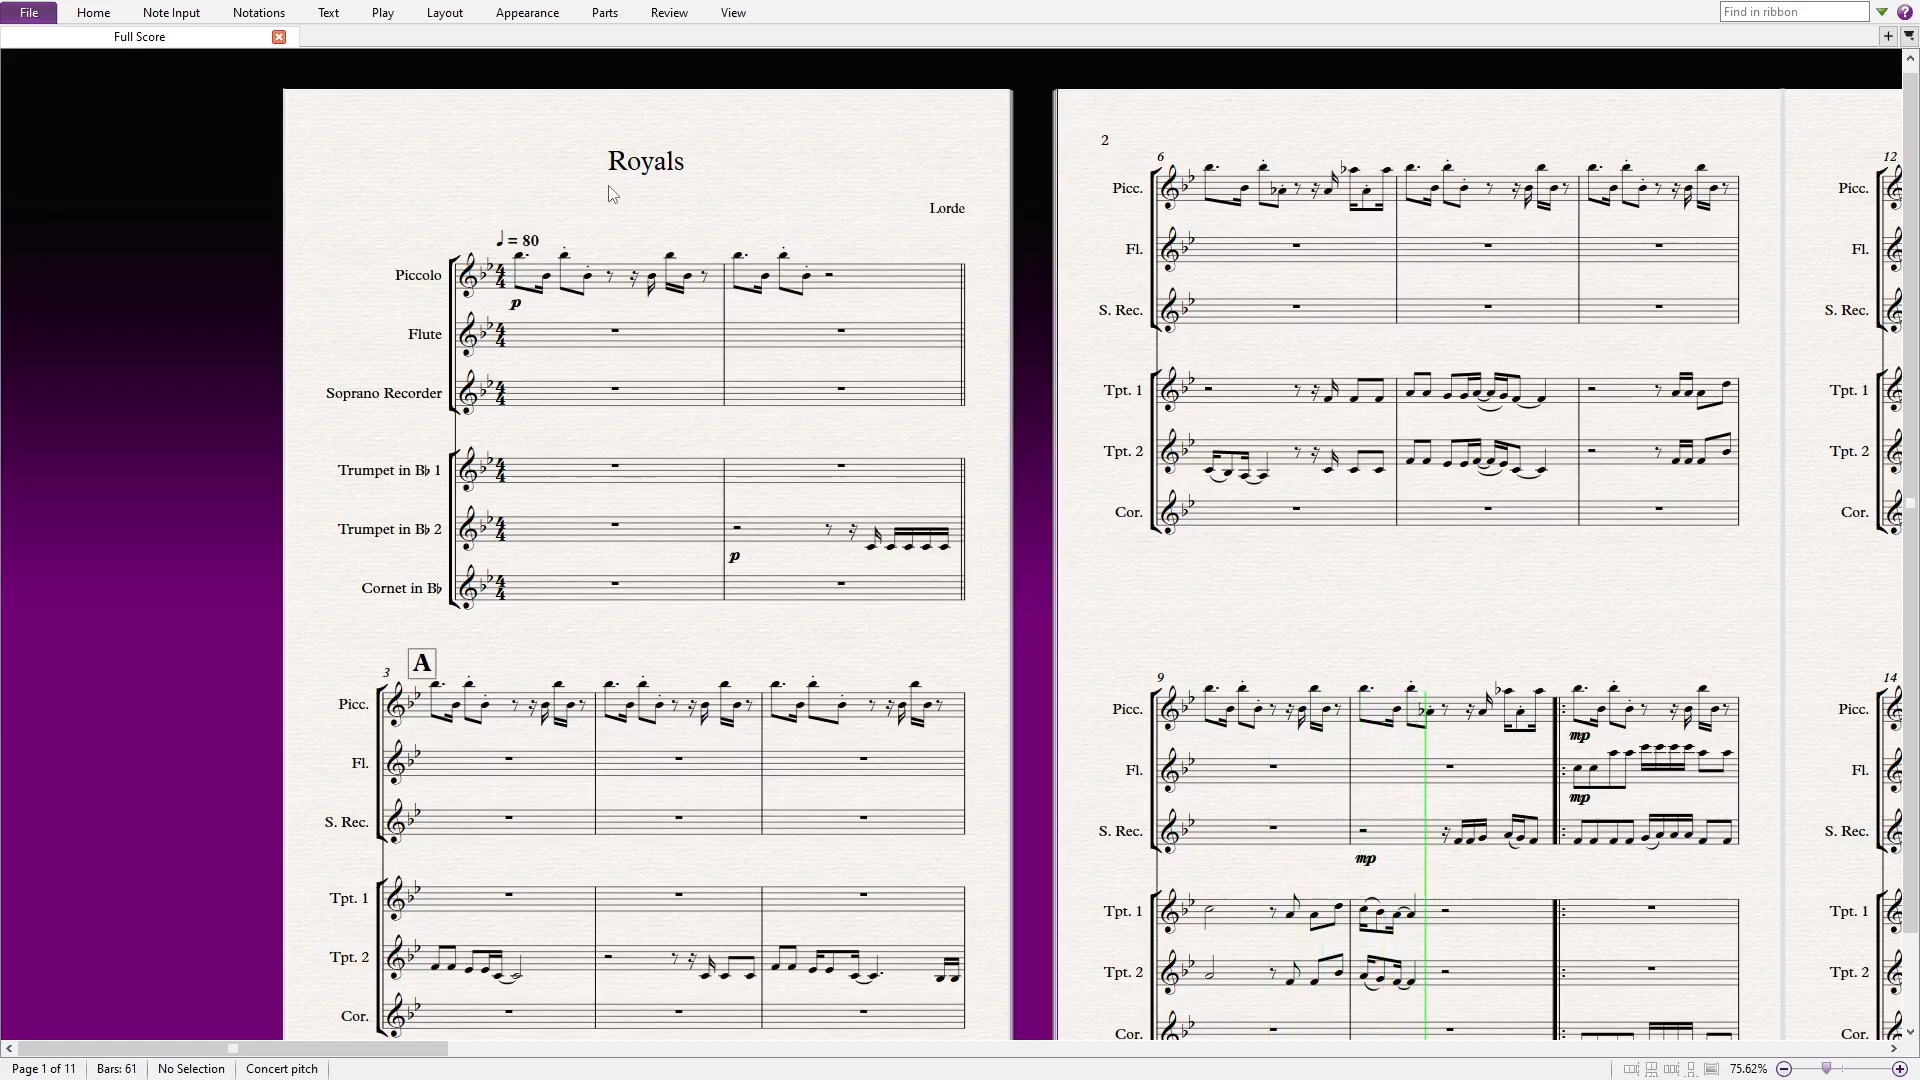 File Home Note Input Notations Text Play Layout Appearance Parts Review View Find in ribbon ?
Full Score
Royals
Lorde
♩ = 80
Piccolo
p
Flute
Soprano Recorder
Trumpet in B♭ 1
Trumpet in B♭ 2
p
Cornet in B♭
A
3
Picc.
Fl.
S. Rec.
Tpt. 1
Tpt. 2
Cor.
2
6
Picc.
Fl.
S. Rec.
Tpt. 1
Tpt. 2
Cor.
9
Picc.
mp
Fl.
mp
S. Rec.
mp
Tpt. 1
Tpt. 2
Cor.
12
Picc.
Fl.
S. Rec.
Tpt. 1
Tpt. 2
Cor.
14
Picc.
Fl.
S. Rec.
Tpt. 1
Tpt. 2
Cor.
Page 1 of 11 Bars: 61 No Selection Concert pitch 75.62%